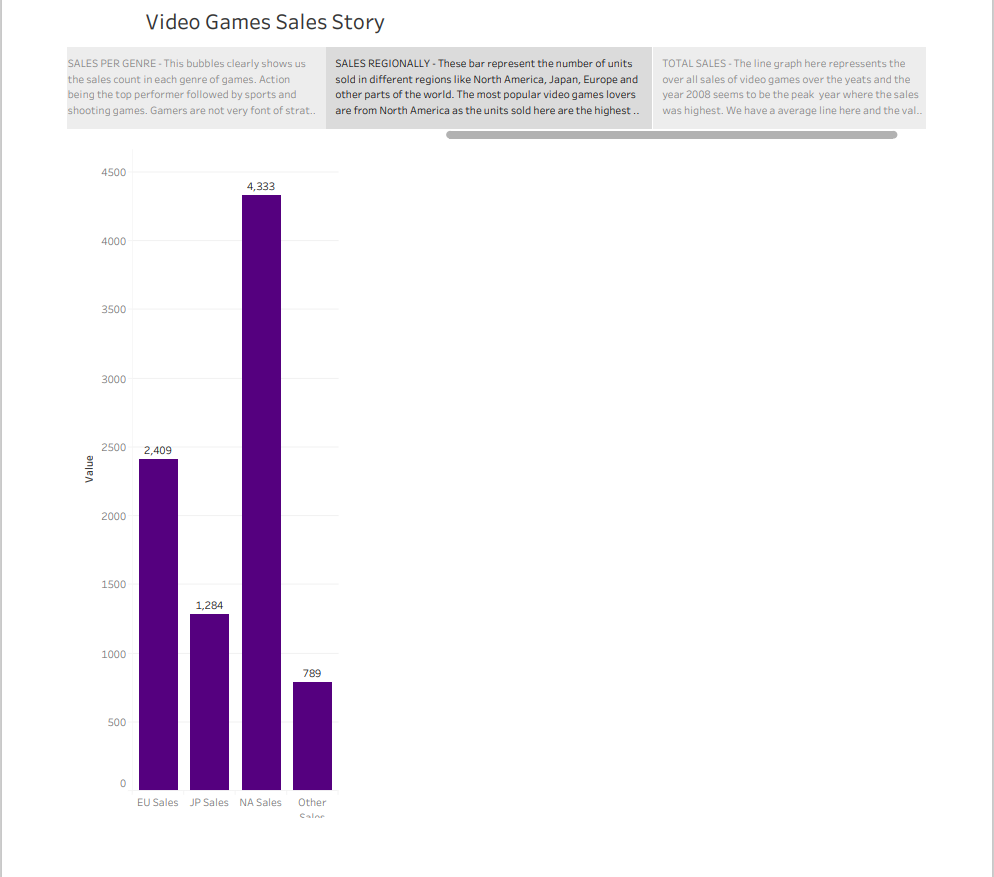 Video Games Sales Story
SALES PER GENRE - This bubbles clearly shows us
the sales count in each genre of games. Action
being the top performer followed by sports and
shooting games. Gamers are not very font of strat..
SALES REGIONALLY - These bar represent the number of units
sold in different regions like North America, Japan, Europe and
other parts of the world. The most popular video games lovers
are from North America as the units sold here are the highest ..
TOTAL SALES - The line graph here repressents the
over all sales of video games over the yeats and the
year 2008 seems to be the peak  year where the sales
was highest. We have a average line here and the val..
4500
4000
3500
3000
2500
2000
1500
1000
500
0
Value
2,409
1,284
4,333
789
EU Sales
JP Sales
NA Sales
Other
Sales